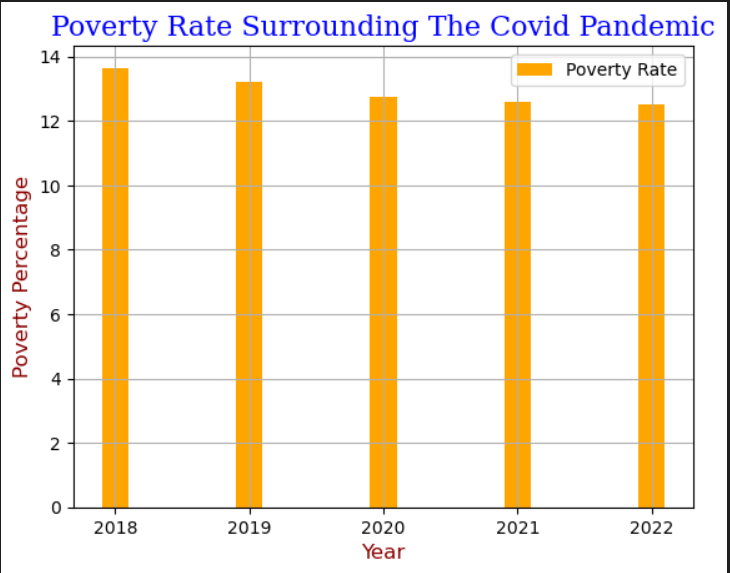 Poverty Rate Surrounding The Covid Pandemic
Poverty Rate
Poverty Percentage
14
12
10
8
6
4
2
0
2018 2019 2020 2021 2022
Year